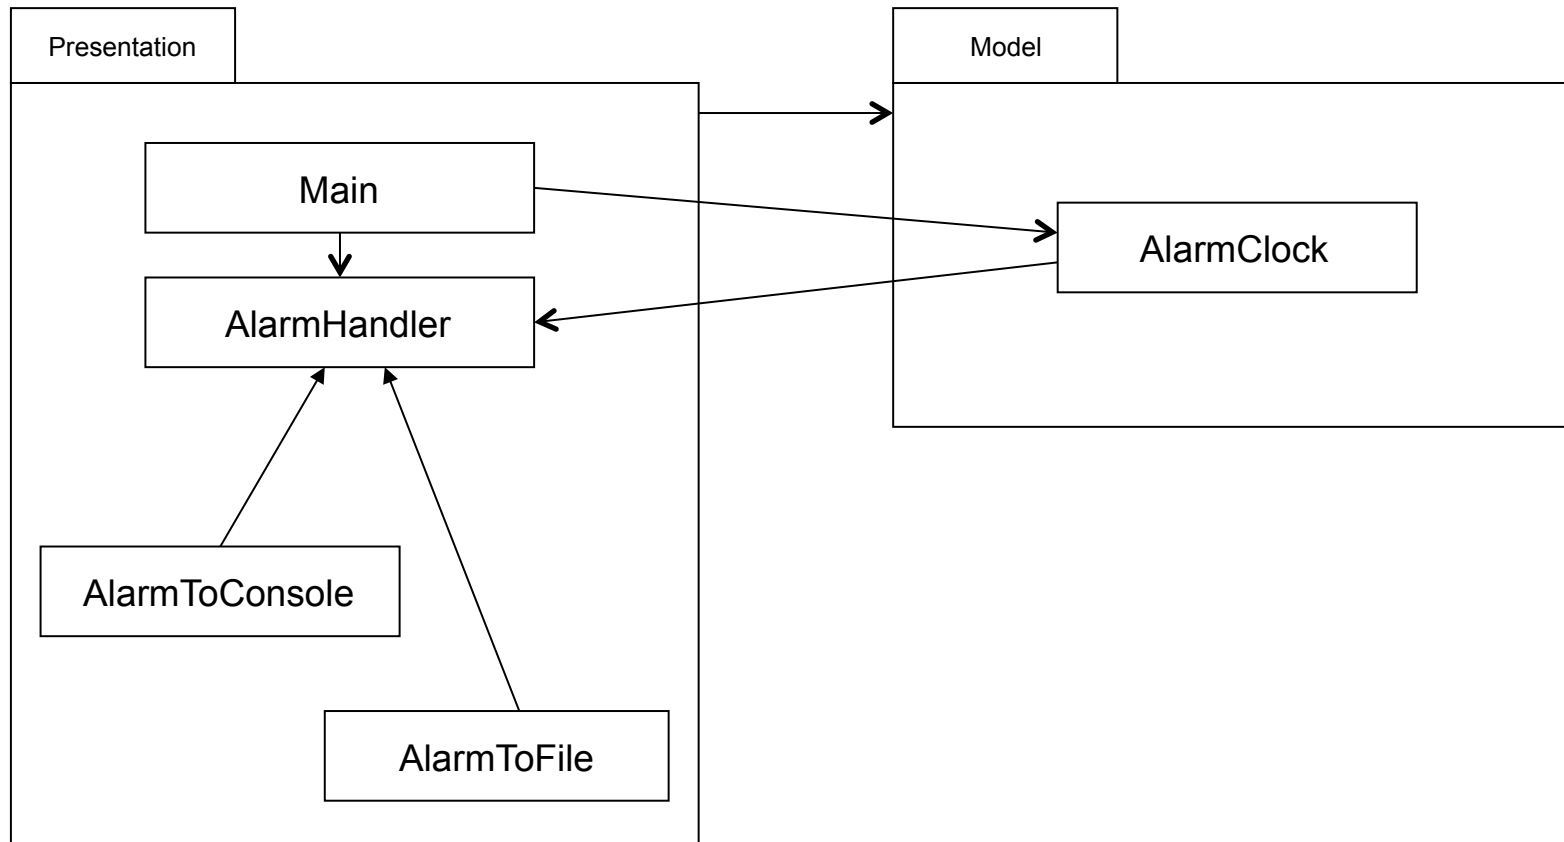 Presentation
Model
Main
AlarmClock
AlarmHandler
AlarmToConsole
AlarmToFile